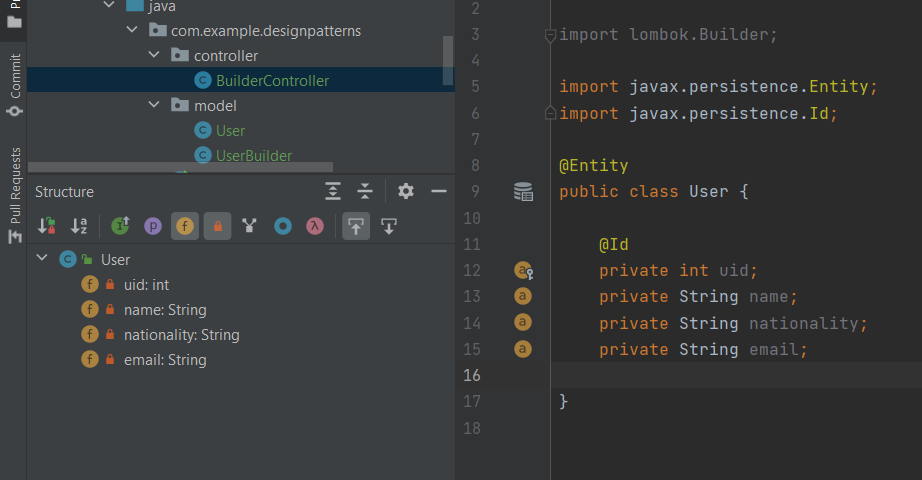 java
com.example.designpatterns
controller
BuilderController
model
User
UserBuilder
Commit
Pull Requests
Structure
User
uid: int
name: String
nationality: String
email: String
2
3 import lombok.Builder;
4
5 import javax.persistence.Entity;
6 import javax.persistence.Id;
7
8 @Entity
9 public class User {
10
11 @Id
12 private int uid;
13 private String name;
14 private String nationality;
15 private String email;
16
17 }
18